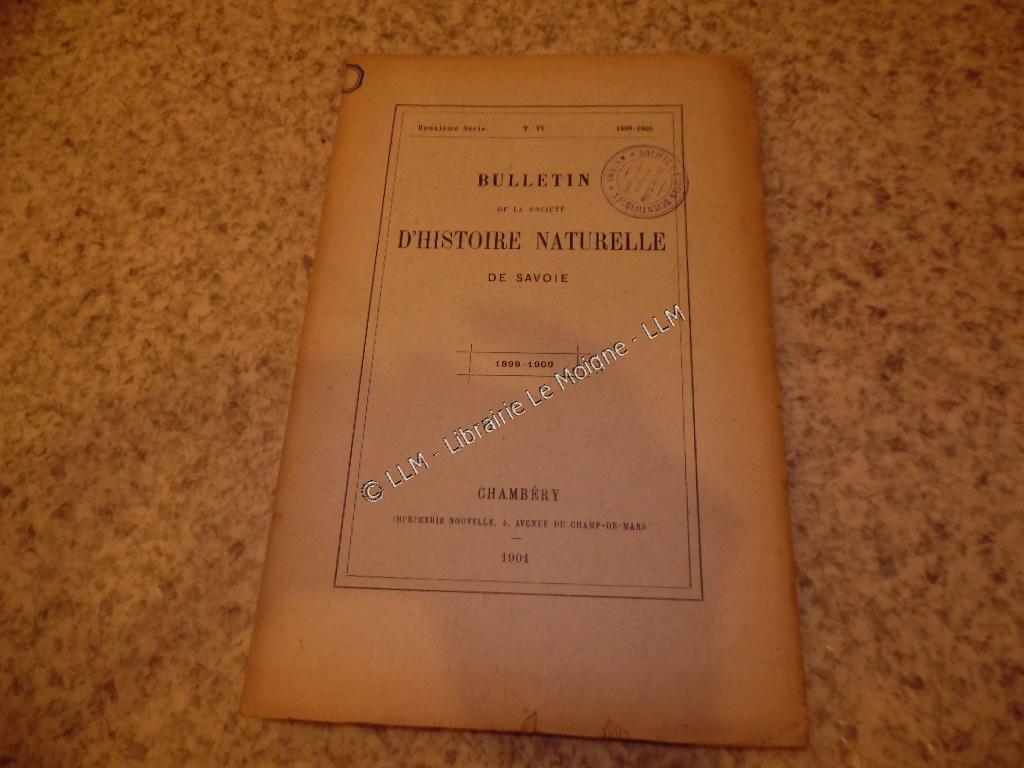 Deuxième Série. T. VI 1899-1900
BULLETIN
DE LA SOCIÉTÉ
D'HISTOIRE NATURELLE
DE SAVOIE
1899-1900
© LLM - Librairie Le Moigne - LLM
CHAMBÉRY
IMPRIMERIE NOUVELLE, 4, AVENUE DU CHAMP-DE-MARS
1901